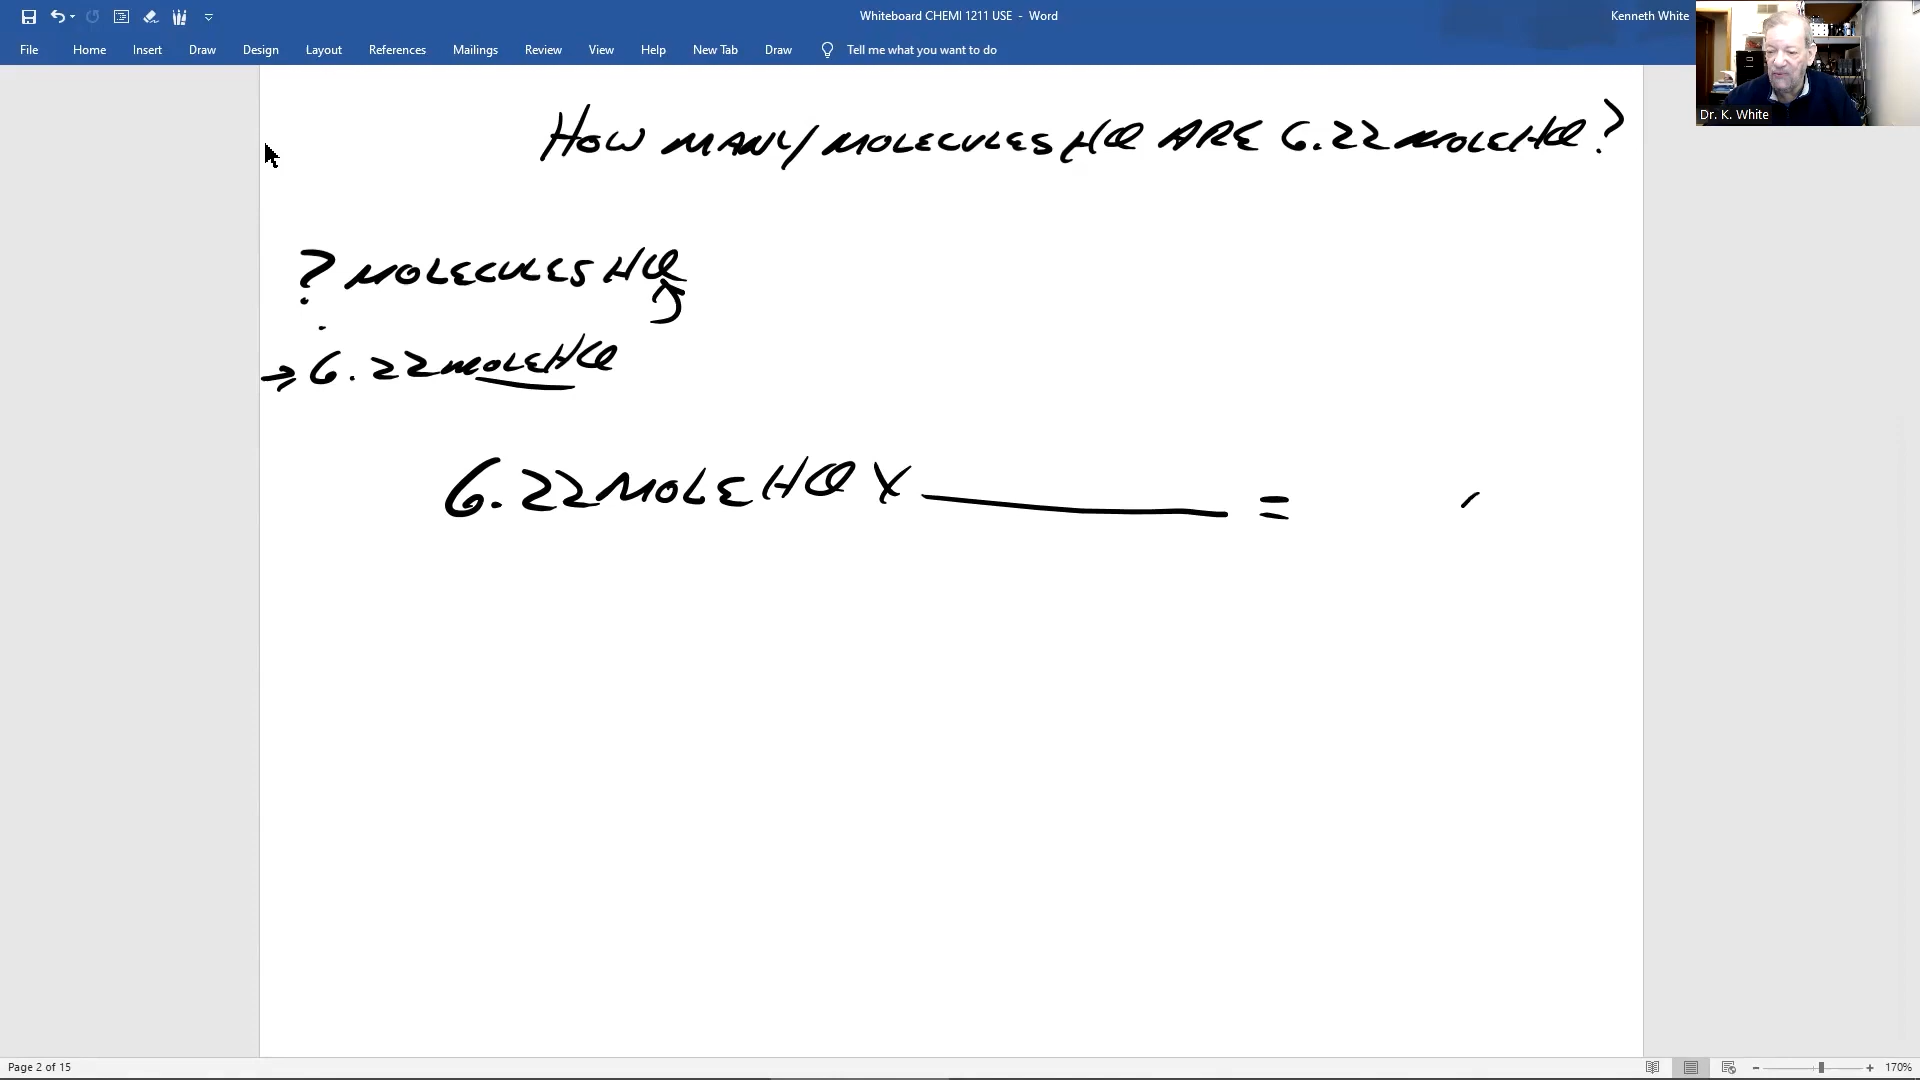 Whiteboard CHEMI 1211 USE - Word
Kenneth White
File Home Insert Draw Design Layout References Mailings Review View Help New Tab Draw Tell me what you want to do
Dr. K. White
HOW MANY MOLECULES HCl ARE 6.22 MOLE HCl?
? MOLECULES HCl
→ 6.22 MOLE HCl
6.22 MOLE HCl X ________ =
Page 2 of 15
170%